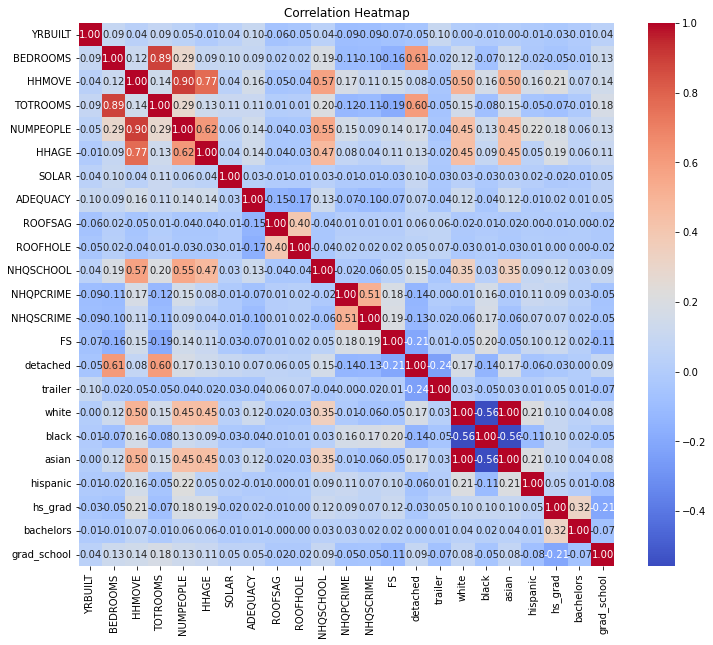 Correlation Heatmap
YRBUILT 1.00 0.09 0.04 0.09 0.05 -0.01 0.04 0.10 -0.06 -0.05 0.04 -0.09 -0.09 -0.07 -0.05 0.10 0.00 -0.01 0.00 -0.01 -0.03 -0.01 0.04
BEDROOMS 0.09 1.00 0.12 0.89 0.29 0.09 0.10 0.09 0.02 0.02 0.19 -0.11 -0.10 -0.16 0.61 -0.02 0.12 -0.07 0.12 -0.02 -0.05 -0.01 0.13
HHMOVE 0.04 0.12 1.00 0.14 0.90 0.77 0.04 0.16 -0.05 -0.04 0.57 0.17 0.11 0.15 0.08 -0.05 0.50 0.16 0.50 0.16 0.21 0.07 0.14
TOTROOMS 0.09 0.89 0.14 1.00 0.29 0.13 0.11 0.11 0.01 0.01 0.20 -0.12 -0.11 -0.19 0.60 -0.05 0.15 -0.08 0.15 -0.05 -0.07 -0.01 0.18
NUMPEOPLE 0.05 0.29 0.90 0.29 1.00 0.62 0.06 0.14 -0.04 -0.03 0.55 0.15 0.09 0.14 0.17 -0.04 0.45 0.13 0.45 0.22 0.18 0.06 0.13
HHAGE -0.01 0.09 0.77 0.13 0.62 1.00 0.04 0.14 -0.04 -0.03 0.47 0.08 0.04 0.11 0.13 -0.02 0.45 0.09 0.45 0.05 0.19 0.06 0.11
SOLAR 0.04 0.10 0.04 0.11 0.06 0.04 1.00 0.03 -0.01 -0.01 0.03 -0.01 -0.01 -0.03 0.10 -0.03 0.03 -0.03 0.03 0.02 -0.02 -0.01 0.05
ADEQUACY 0.10 0.09 0.16 0.11 0.14 0.14 0.03 1.00 -0.15 -0.17 0.13 -0.07 -0.10 -0.07 0.07 -0.04 0.12 -0.04 0.12 -0.01 0.02 0.01 0.05
ROOFSAG -0.06 0.02 -0.05 0.01 -0.04 -0.04 -0.01 -0.15 1.00 0.40 -0.04 0.01 0.01 0.01 0.06 0.06 -0.02 -0.01 -0.02 -0.00 -0.01 -0.00 -0.02
ROOFHOLE -0.05 0.02 -0.04 0.01 -0.03 -0.03 -0.01 -0.17 0.40 1.00 -0.04 0.02 0.02 0.02 0.05 0.07 -0.03 0.01 -0.03 0.01 0.00 0.00 -0.02
NHQSCHOOL 0.04 0.19 0.57 0.20 0.55 0.47 0.03 0.13 -0.04 -0.04 1.00 -0.02 -0.06 0.05 0.15 -0.04 0.35 0.03 0.35 0.09 0.12 0.03 0.09
NHQPCRIME -0.09 -0.11 0.17 -0.12 0.15 0.08 -0.01 -0.07 0.01 0.02 -0.02 1.00 0.51 0.18 -0.14 -0.00 -0.01 0.16 -0.01 0.11 0.09 0.03 -0.05
NHQSCRIME -0.09 -0.10 0.11 -0.11 0.09 0.04 -0.01 -0.10 0.01 0.02 -0.06 0.51 1.00 0.19 -0.13 -0.02 -0.06 0.17 -0.06 0.07 0.07 0.02 -0.05
FS -0.07 -0.16 0.15 -0.19 0.14 0.11 -0.03 -0.07 0.01 0.02 0.05 0.18 0.19 1.00 -0.21 0.01 -0.05 0.20 -0.05 0.10 0.12 0.02 -0.11
detached -0.05 0.61 0.08 0.60 0.17 0.13 0.10 0.07 0.06 0.05 0.15 -0.14 -0.13 -0.21 1.00 -0.24 0.17 -0.14 0.17 -0.06 -0.03 0.00 0.09
trailer 0.10 -0.02 -0.05 -0.05 -0.04 -0.02 -0.03 -0.04 0.06 0.07 -0.04 -0.00 -0.02 0.01 -0.24 1.00 0.03 -0.05 0.03 0.01 0.05 0.01 -0.07
white 0.00 0.12 0.50 0.15 0.45 0.45 0.03 0.12 -0.02 -0.03 0.35 -0.01 -0.06 -0.05 0.17 0.03 1.00 -0.56 1.00 0.21 0.10 0.04 0.08
black -0.01 -0.07 0.16 -0.08 0.13 0.09 -0.03 -0.04 -0.01 0.01 0.03 0.16 0.17 0.20 -0.14 -0.05 -0.56 1.00 -0.56 -0.11 0.10 0.02 -0.05
asian 0.00 0.12 0.50 0.15 0.45 0.45 0.03 0.12 -0.02 -0.03 0.35 -0.01 -0.06 -0.05 0.17 0.03 1.00 -0.56 1.00 0.21 0.10 0.04 0.08
hispanic -0.01 -0.02 0.16 -0.05 0.22 0.05 0.02 -0.01 -0.00 0.01 0.09 0.11 0.07 0.10 -0.06 0.01 0.21 -0.11 0.21 1.00 0.05 0.01 -0.08
hs_grad -0.03 -0.05 0.21 -0.07 0.18 0.19 -0.02 0.02 -0.01 0.00 0.12 0.09 0.07 0.12 -0.03 0.05 0.10 0.10 0.10 0.05 1.00 0.32 -0.21
bachelors -0.01 -0.01 0.07 -0.01 0.06 0.06 -0.01 0.01 -0.00 0.00 0.03 0.03 0.02 0.02 0.00 0.01 0.04 0.02 0.04 0.01 0.32 1.00 -0.07
grad_school 0.04 0.13 0.14 0.18 0.13 0.11 0.05 0.05 -0.02 -0.02 0.09 -0.05 -0.05 -0.11 0.09 -0.07 0.08 -0.05 0.08 -0.08 -0.21 -0.07 1.00
YRBUILT
BEDROOMS
HHMOVE
TOTROOMS
NUMPEOPLE
HHAGE
SOLAR
ADEQUACY
ROOFSAG
ROOFHOLE
NHQSCHOOL
NHQPCRIME
NHQSCRIME
FS
detached
trailer
white
black
asian
hispanic
hs_grad
bachelors
grad_school
1.0
0.8
0.6
0.4
0.2
0.0
−0.2
−0.4